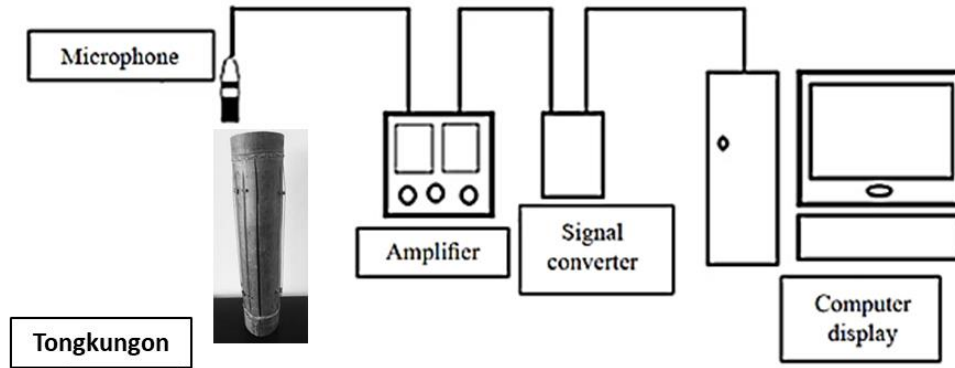 Microphone
Amplifier
Signal
converter
Computer
display
Tongkungon